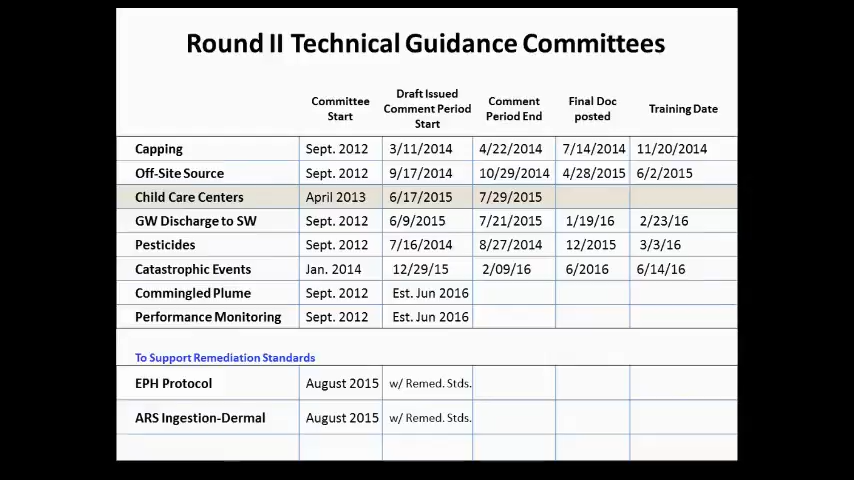 Round II Technical Guidance Committees
Committee Start Draft Issued Comment Period Start Comment Period End Final Doc posted Training Date
Capping Sept. 2012 3/11/2014 4/22/2014 7/14/2014 11/20/2014
Off-Site Source Sept. 2012 9/17/2014 10/29/2014 4/28/2015 6/2/2015
Child Care Centers April 2013 6/17/2015 7/29/2015
GW Discharge to SW Sept. 2012 6/9/2015 7/21/2015 1/19/16 2/23/16
Pesticides Sept. 2012 7/16/2014 8/27/2014 12/2015 3/3/16
Catastrophic Events Jan. 2014 12/29/15 2/09/16 6/2016 6/14/16
Commingled Plume Sept. 2012 Est. Jun 2016
Performance Monitoring Sept. 2012 Est. Jun 2016
To Support Remediation Standards
EPH Protocol August 2015 w/ Remed. Stds.
ARS Ingestion-Dermal August 2015 w/ Remed. Stds.